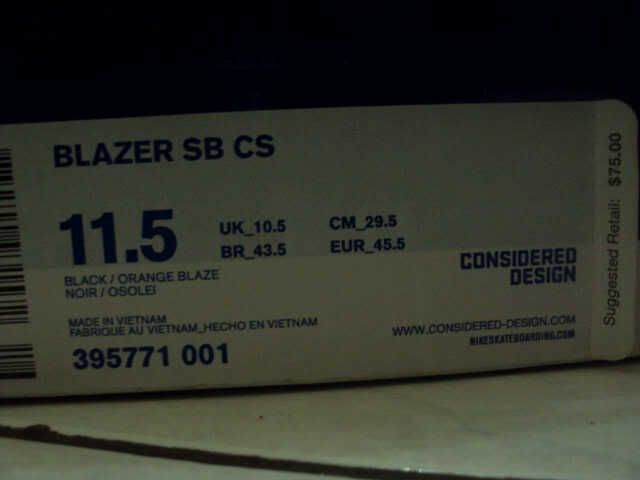 BLAZER SB CS
11.5
UK_10.5 CM_29.5
BR_43.5 EUR_45.5
BLACK / ORANGE BLAZE
NOIR / OSOLEI
CONSIDERED
DESIGN
MADE IN VIETNAM
FABRIQUE AU VIETNAM_HECHO EN VIETNAM
395771 001
WWW.CONSIDERED-DESIGN.COM
NIKESKATEBOARDING.COM
Suggested Retail: $75.00